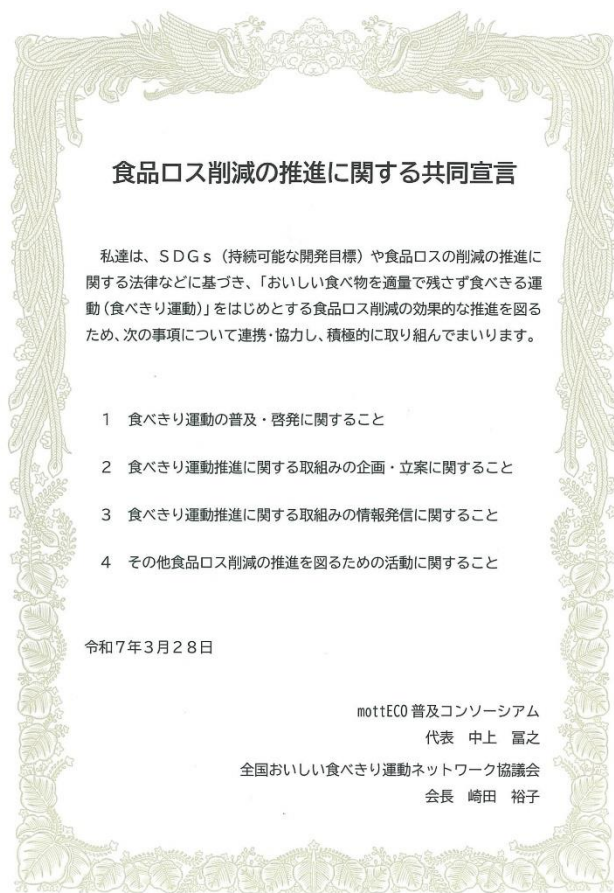 食品ロス削減の推進に関する共同宣言
私達は、SDGs(持続可能な開発目標)や食品ロスの削減の推進に
関する法律などに基づき、「おいしい食べ物を適量で残さず食べきる運
動(食べきり運動)」をはじめとする食品ロス削減の効果的な推進を図る
ため、次の事項について連携・協力し、積極的に取り組んでまいります。
1 食べきり運動の普及・啓発に関すること
2 食べきり運動推進に関する取組みの企画・立案に関すること
3 食べきり運動推進に関する取組みの情報発信に関すること
4 その他食品ロス削減の推進を図るための活動に関すること
令和7年3月28日
mottECO普及コンソーシアム
代表 中上 冨之
全国おいしい食べきり運動ネットワーク協議会
会長 崎田 裕子